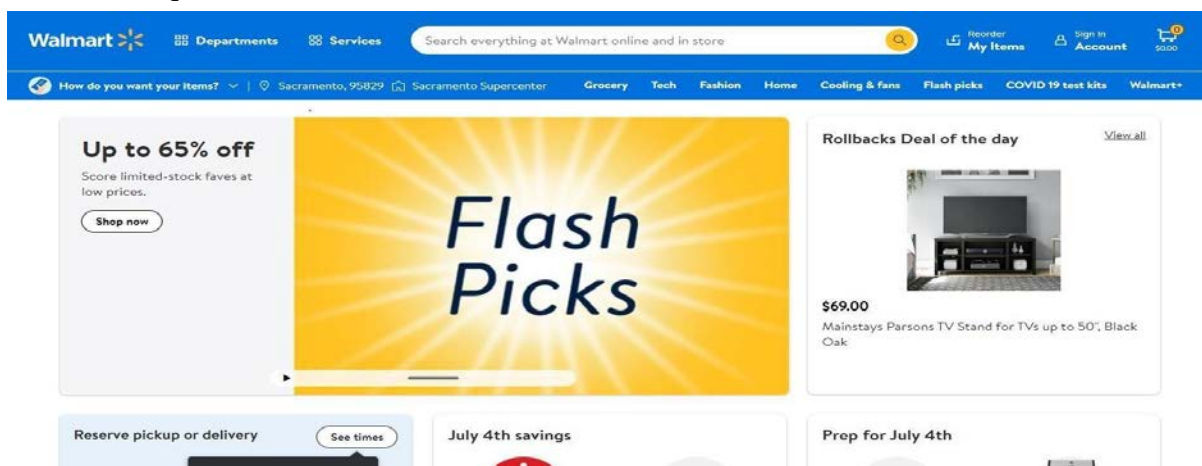 Walmart
Departments
Services
Search everything at Walmart online and in store
Reorder
My Items
Sign In
Account
0
$0.00
How do you want your items?
Sacramento, 95829
Sacramento Supercenter
Grocery
Tech
Fashion
Home
Cooling & fans
Flash picks
COVID 19 test kits
Walmart+
Up to 65% off
Score limited-stock faves at
low prices.
Shop now
Flash
Picks
Rollbacks Deal of the day
View all
$69.00
Mainstays Parsons TV Stand for TVs up to 50", Black
Oak
Reserve pickup or delivery
See times
July 4th savings
Prep for July 4th